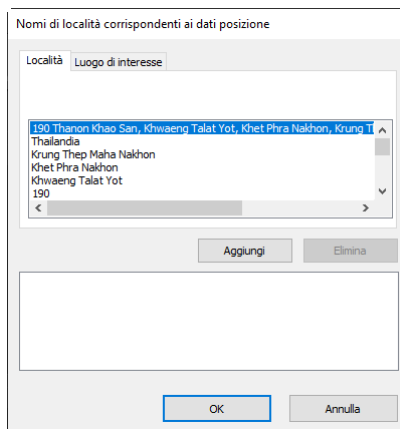 Nomi di località corrispondenti ai dati posizione
Località Luogo di interesse
190 Thanon Khao San, Khwaeng Talat Yot, Khet Phra Nakhon, Krung
Thailandia
Krung Thep Maha Nakhon
Khet Phra Nakhon
Khwaeng Talat Yot
190
Aggiungi Elimina
OK Annulla